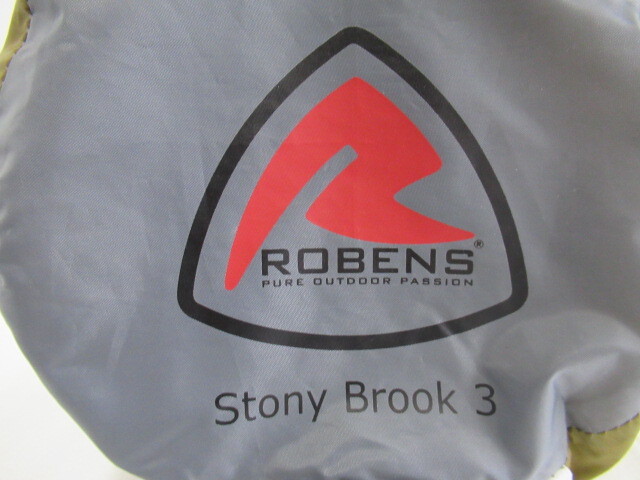 ROBENS®
PURE OUTDOOR PASSION
Stony Brook 3